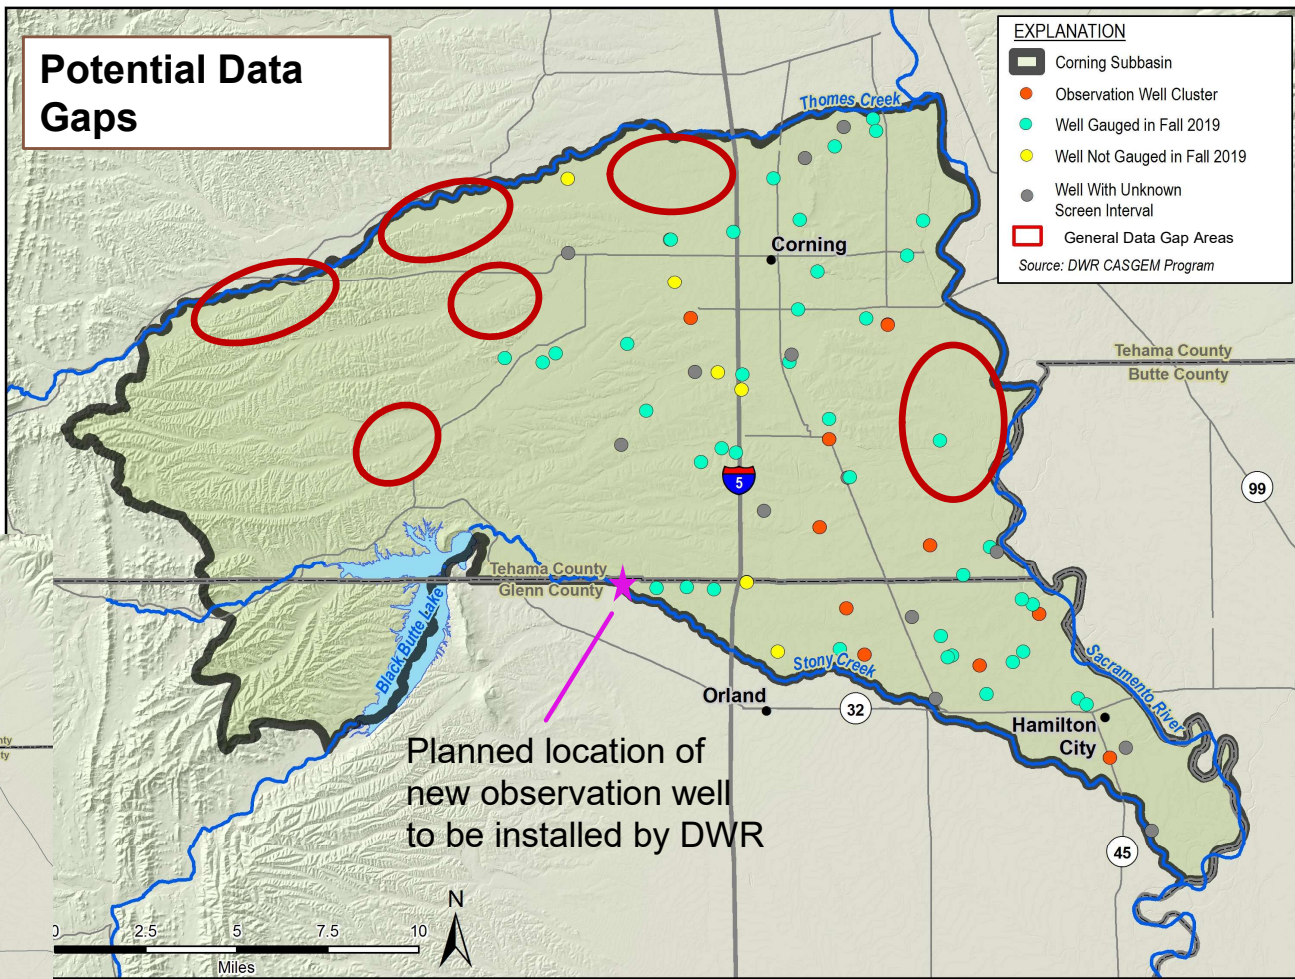 Potential Data
Gaps
EXPLANATION
Corning Subbasin
Observation Well Cluster
Well Gauged in Fall 2019
Well Not Gauged in Fall 2019
Well With Unknown
Screen Interval
General Data Gap Areas
Source: DWR CASGEM Program
Thomes Creek
Corning
Tehama County
Butte County
5
99
Tehama County
Glenn County
Black Butte Lake
Stony Creek
Sacramento River
Orland
32
Hamilton
City
Planned location of
new observation well
to be installed by DWR
45
N
0 2.5 5 7.5 10
Miles
nty
ty